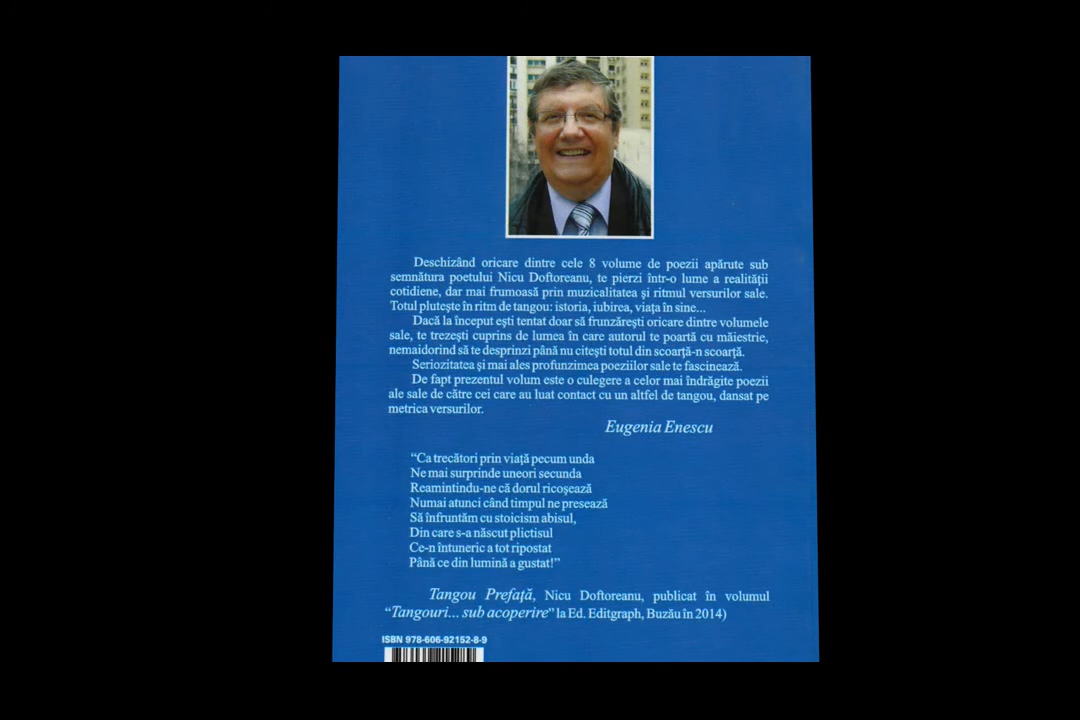 Deschizând oricare dintre cele 8 volume de poezii apărute sub
semnătura poetului Nicu Doftoreanu, te pierzi într-o lume a realității
cotidiene, dar mai frumoasă prin muzicalitatea și ritmul versurilor sale.
Totul plutește în ritm de tangou: istoria, iubirea, viața în sine...
Dacă la început ești tentat doar să frunzărești oricare dintre volumele
sale, te trezești cuprins de lumea în care autorul te poartă cu măiestrie,
nemaidorind să te desprinzi până nu citești totul din scoarță-n scoarță.
Seriozitatea și mai ales profunzimea poeziilor sale te fascinează.
De fapt prezentul volum este o culegere a celor mai îndrăgite poezii
ale sale de către cei care au luat contact cu un altfel de tangou, dansat pe
metrica versurilor.
Eugenia Enescu
“Ca trecători prin viață pecum unda
Ne mai surprinde uneori secunda
Reamintindu-ne că dorul ricoșează
Numai atunci când timpul ne presează
Să înfruntăm cu stoicism abisul,
Din care s-a născut plictisul
Ce-n întuneric a tot ripostat
Până ce din lumină a gustat!”
Tangou Prefață, Nicu Doftoreanu, publicat în volumul
“Tangouri... sub acoperire” la Ed. Editgraph, Buzău în 2014)
ISBN 978-606-92152-8-9